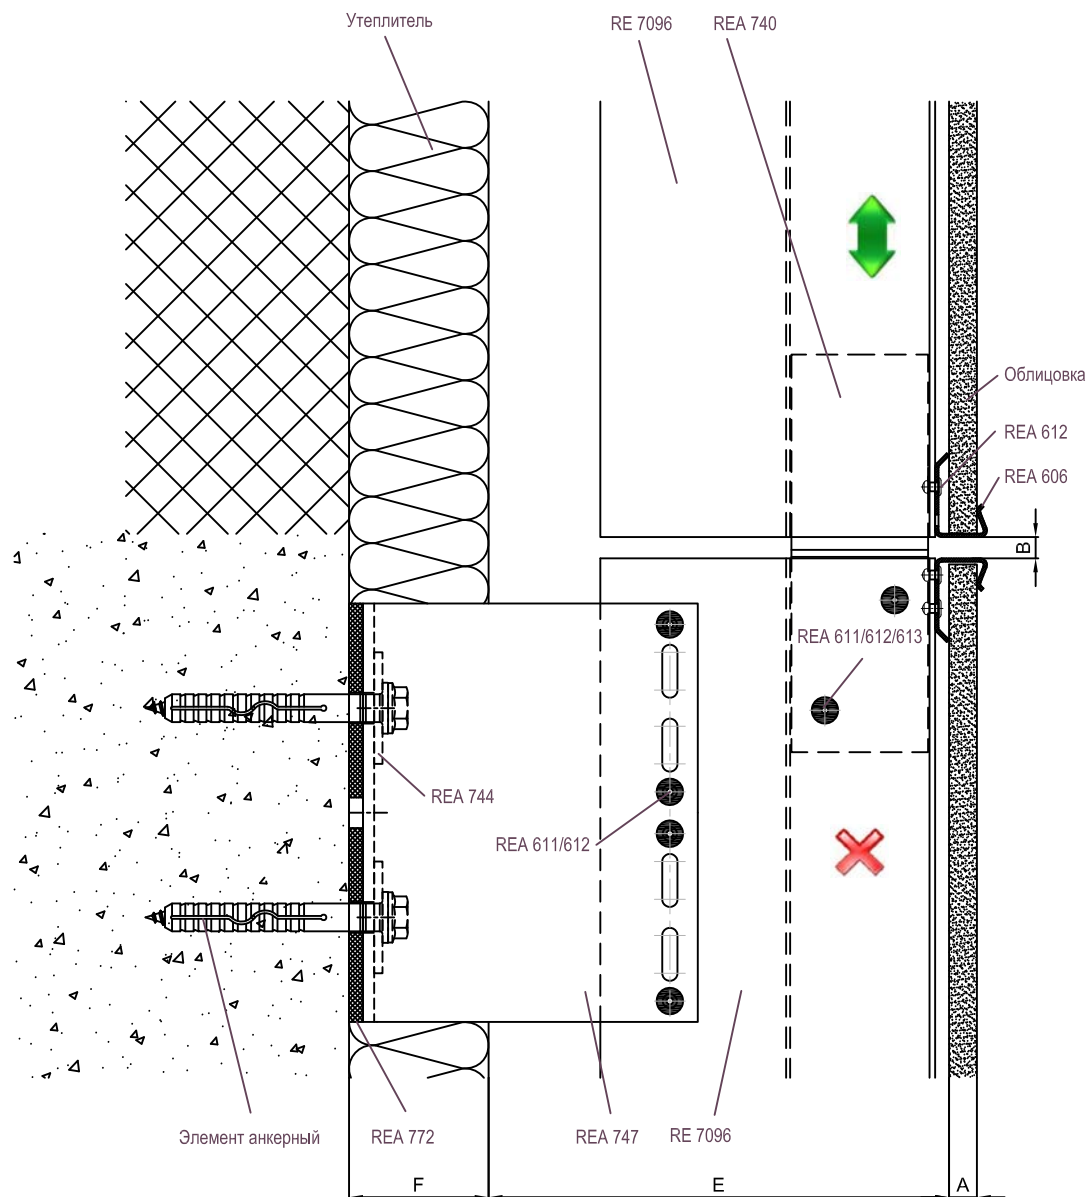 Утеплитель
RE 7096
REA 740
Облицовка
REA 612
REA 606
B
REA 611/612/613
REA 744
REA 611/612
Элемент анкерный
REA 772
REA 747
RE 7096
F
E
A